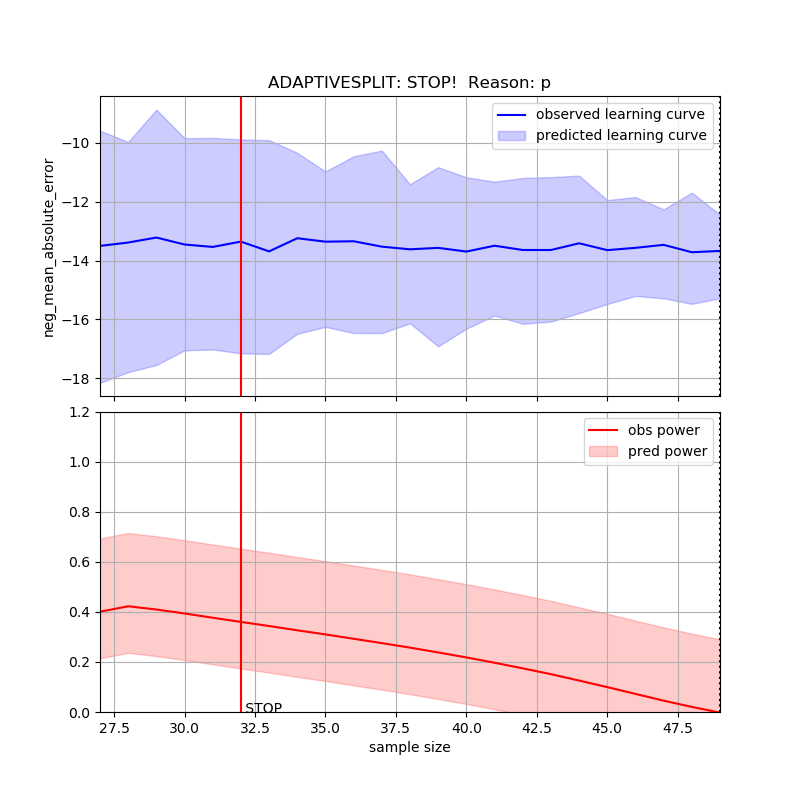 ADAPTIVESPLIT: STOP!  Reason: p
neg_mean_absolute_error
−10
−12
−14
−16
−18
observed learning curve
predicted learning curve
1.2
1.0
0.8
0.6
0.4
0.2
0.0
obs power
pred power
STOP
27.5 30.0 32.5 35.0 37.5 40.0 42.5 45.0 47.5
sample size